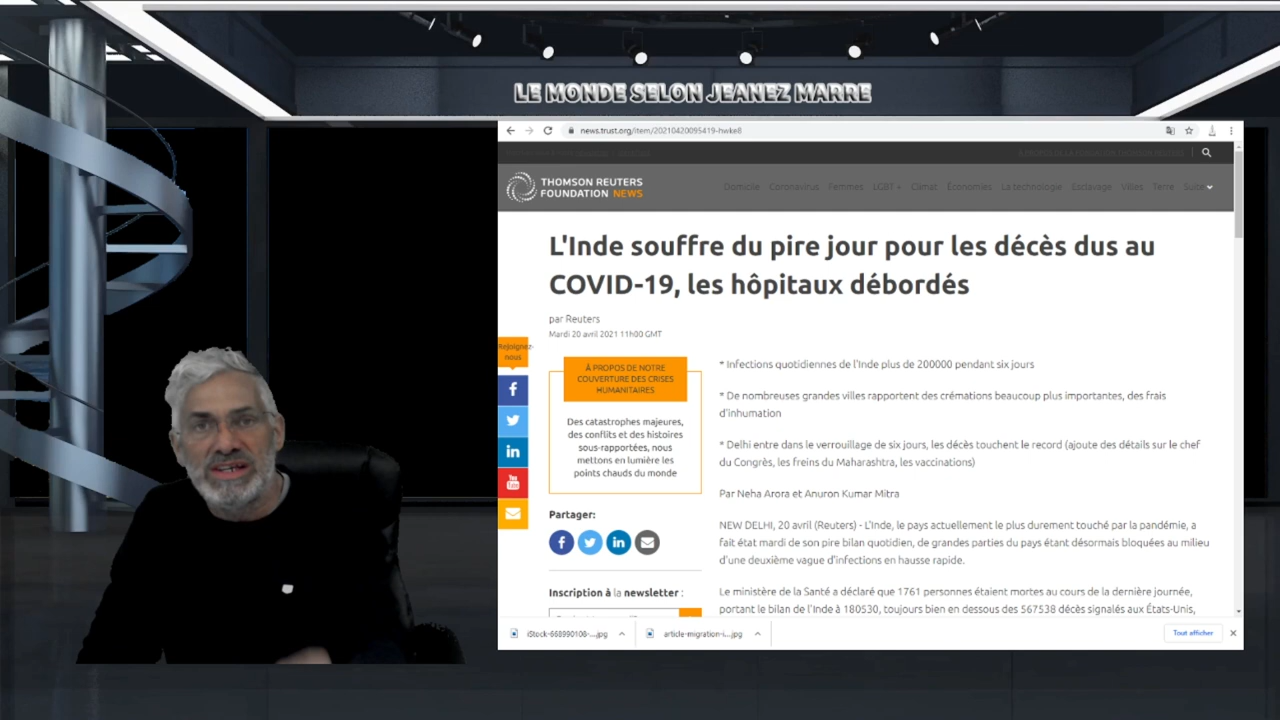 LE MONDE SELON JEANEZ MARRE
news.trust.org/item/20210420095419-hwke8
THOMSON REUTERS
FOUNDATION NEWS
Domicile Coronavirus Femmes LGBT + Climat Économies La technologie Esclavage Villes Terre Suite
L'Inde souffre du pire jour pour les décès dus au
COVID-19, les hôpitaux débordés
par Reuters
Mardi 20 avril 2021 11h00 GMT
Rejoignez-
nous
À PROPOS DE NOTRE
COUVERTURE DES CRISES
HUMANITAIRES
Des catastrophes majeures,
des conflits et des histoires
sous-rapportées, nous
mettons en lumière les
points chauds du monde
Partager:
Inscription à la newsletter :
* Infections quotidiennes de l'Inde plus de 200000 pendant six jours
* De nombreuses grandes villes rapportent des crémations beaucoup plus importantes, des frais
d'inhumation
* Delhi entre dans le verrouillage de six jours, les décès touchent le record (ajoute des détails sur le chef
du Congrès, les freins du Maharashtra, les vaccinations)
Par Neha Arora et Anuron Kumar Mitra
NEW DELHI, 20 avril (Reuters) - L'Inde, le pays actuellement le plus durement touché par la pandémie, a
fait état mardi de son pire bilan quotidien, de grandes parties du pays étant désormais bloquées au milieu
d'une deuxième vague d'infections en hausse rapide.
Le ministère de la Santé a déclaré que 1761 personnes étaient mortes au cours de la dernière journée,
portant le bilan de l'Inde à 180530, toujours bien en dessous des 567538 décès signalés aux États-Unis,
iStock-668990108-....jpg
article-migration-i....jpg
Tout afficher